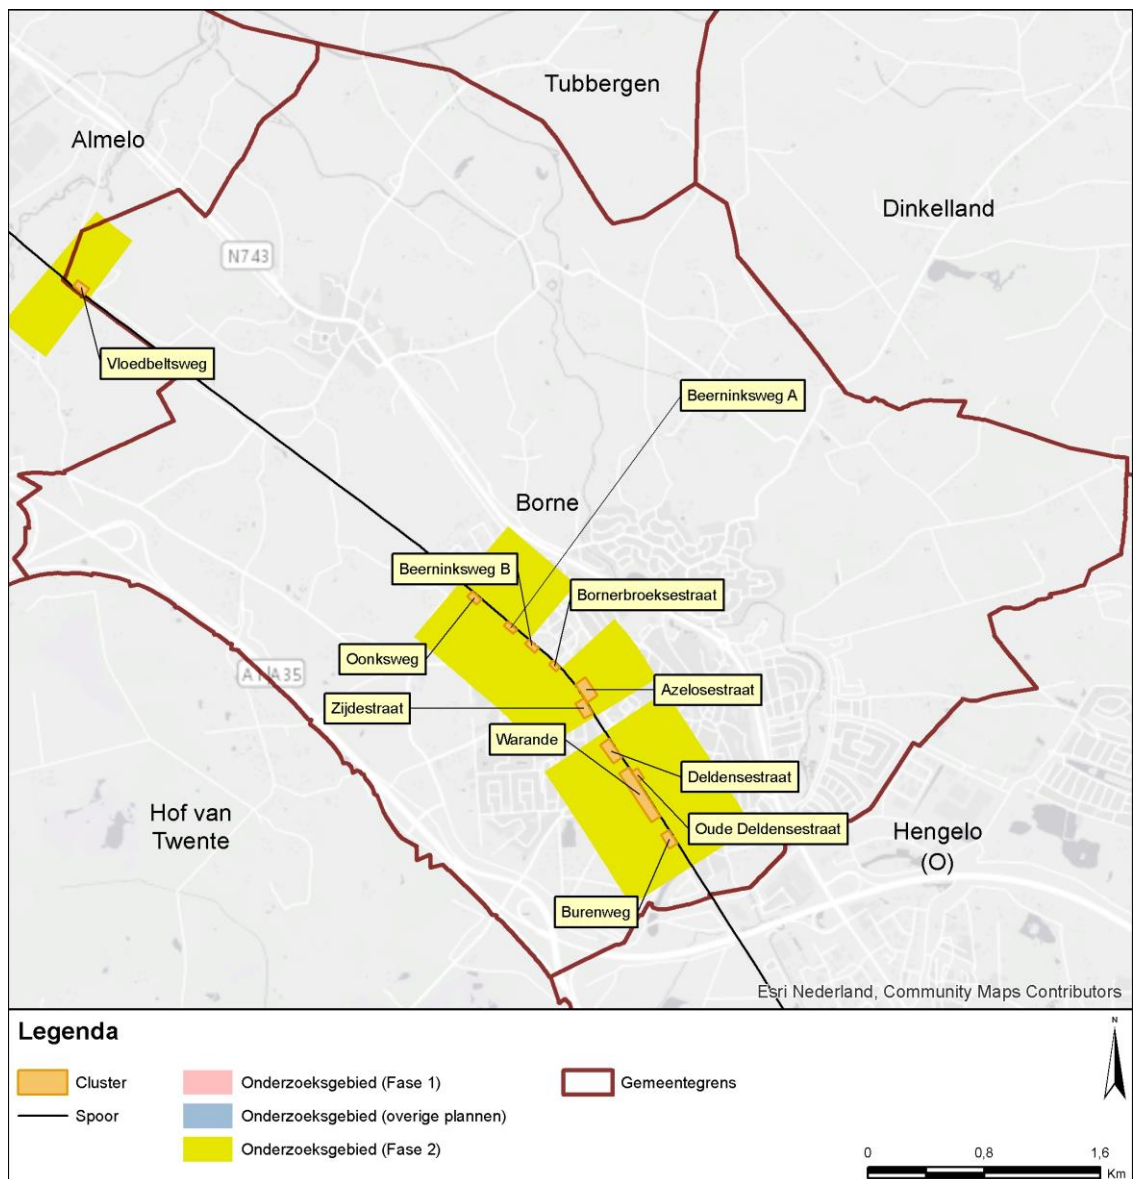 Tubbergen
Almelo
Dinkelland
N743
Vloedbeltsweg
Beerninksweg A
Borne
Beerninksweg B
Bornerbroeksestraat
Oonksweg
A1/A35
Azelosestraat
Zijdestraat
Warande
Deldensestraat
Hof van
Twente
Oude Deldensestraat
Hengelo
(O)
Burenweg
Esri Nederland, Community Maps Contributors
Legenda
N
Cluster
Onderzoeksgebied (Fase 1)
Gemeentegrens
Spoor
Onderzoeksgebied (overige plannen)
Onderzoeksgebied (Fase 2)
0 0,8 1,6
Km